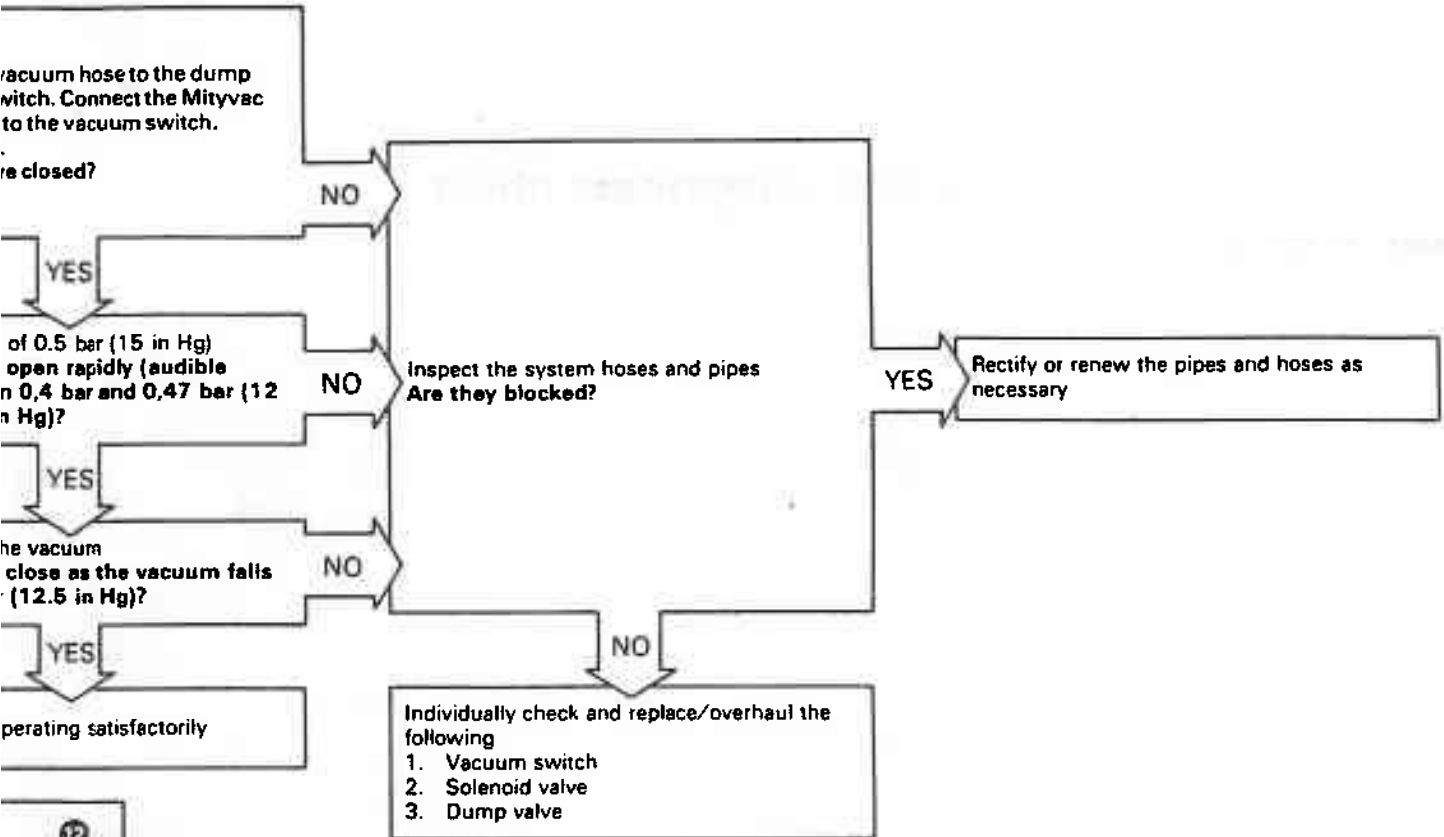 vacuum hose to the dump
witch. Connect the Mityvac
to the vacuum switch.
.
closed?
NO
YES
of 0.5 bar (15 in Hg)
open rapidly (audible
n 0,4 bar and 0,47 bar (12
n Hg)?
NO
Inspect the system hoses and pipes
Are they blocked?
YES
Rectify or renew the pipes and hoses as
necessary
YES
he vacuum
close as the vacuum falls
(12.5 in Hg)?
NO
YES
NO
perating satisfactorily
Individually check and replace/overhaul the
following
1. Vacuum switch
2. Solenoid valve
3. Dump valve